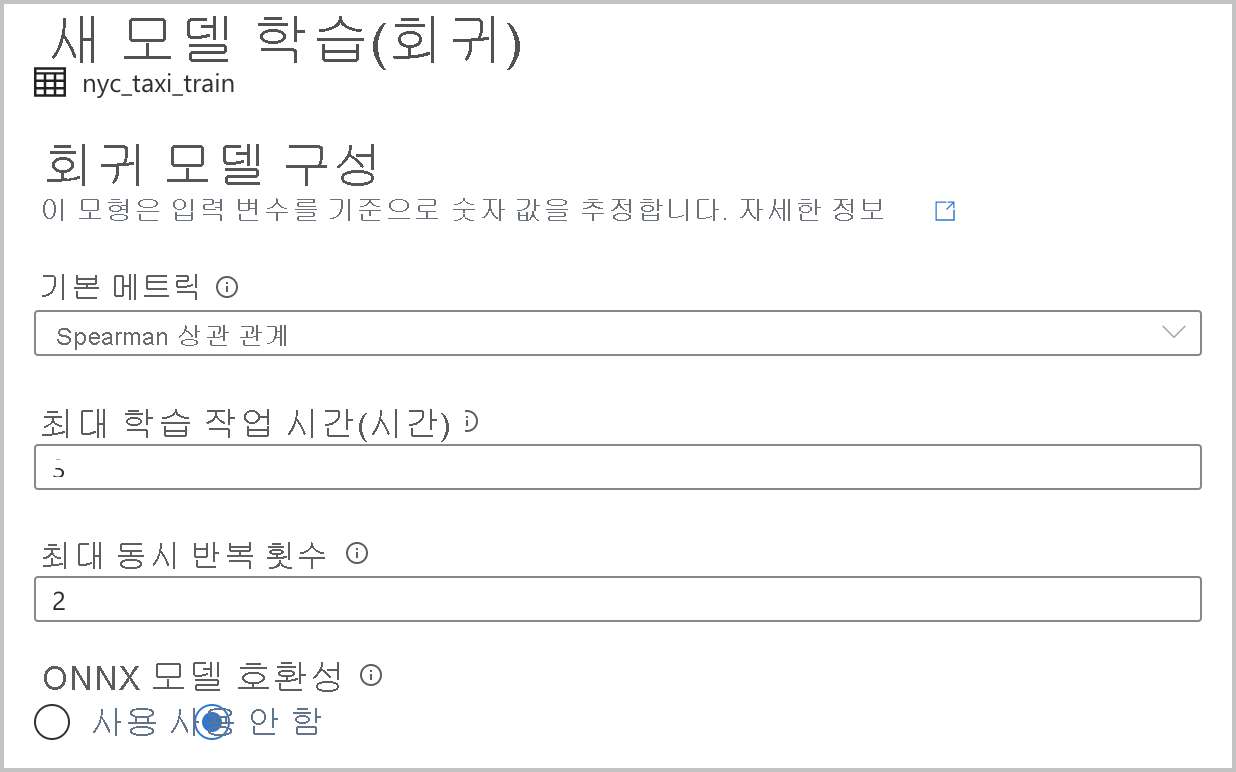 새 모델 학습(회귀)
nyc_taxi_train
회귀 모델 구성
이 모형은 입력 변수를 기준으로 숫자 값을 추정합니다. 자세한 정보
기본 메트릭
Spearman 상관 관계
최대 학습 작업 시간(시간)
최대 동시 반복 횟수
2
ONNX 모델 호환성
사용 사용 안 함